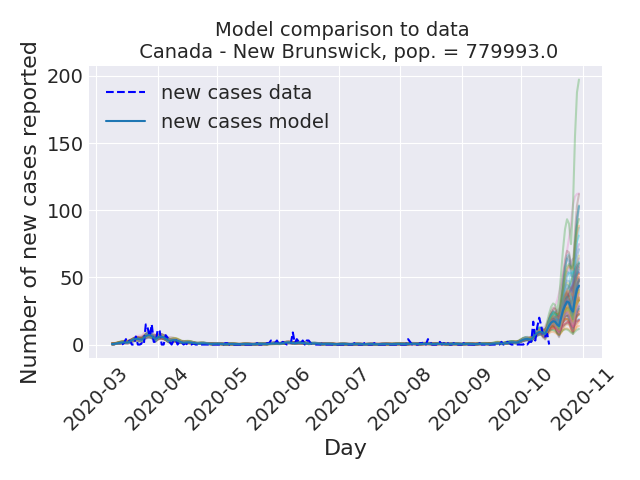 Model comparison to data
Canada - New Brunswick, pop. = 779993.0
Number of new cases reported
200
150
100
50
0
new cases data
new cases model
2020-03
2020-04
2020-05
2020-06
2020-07
2020-08
2020-09
2020-10
2020-11
Day